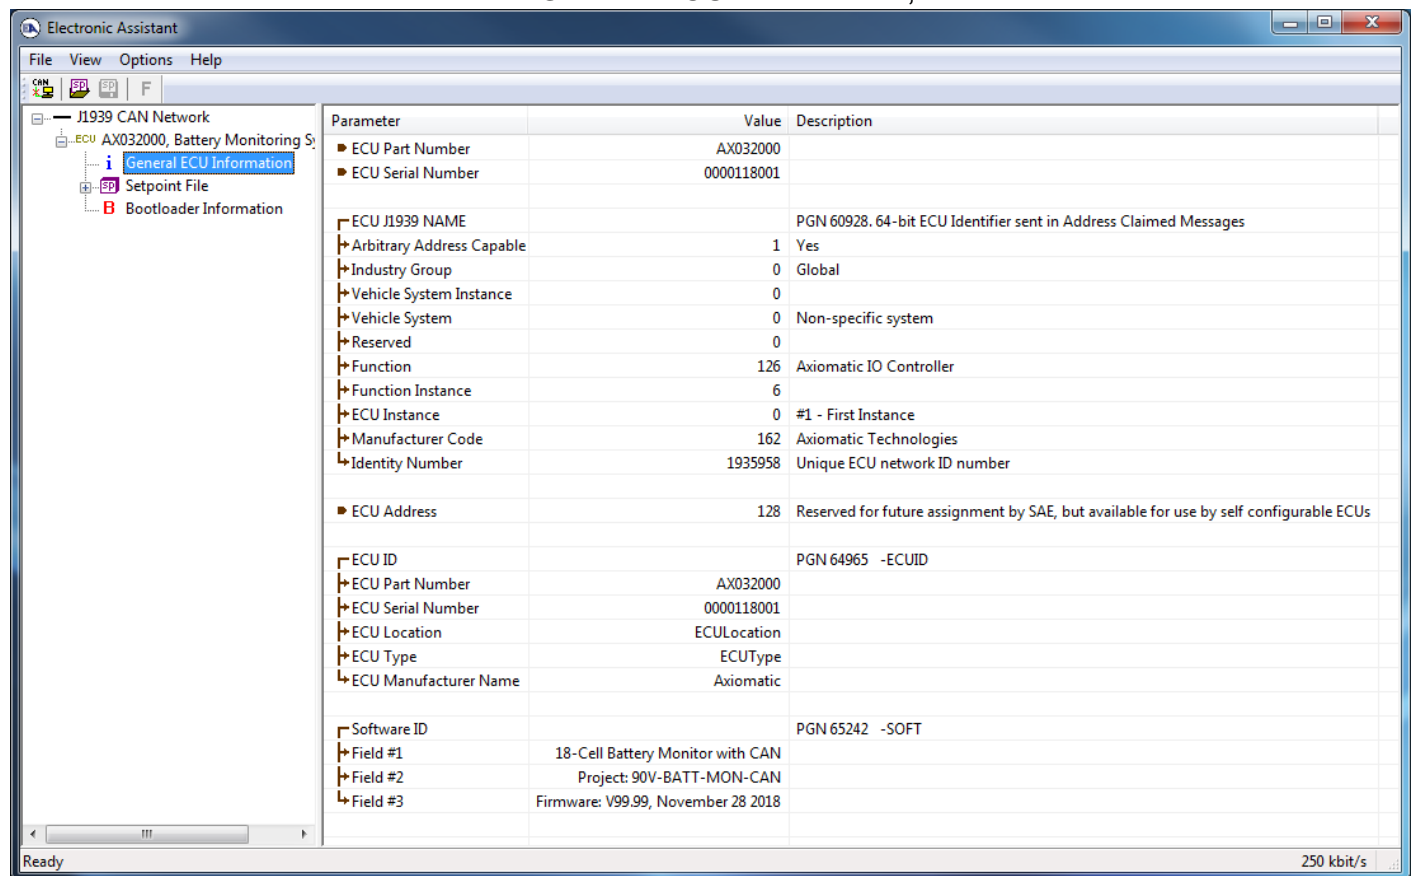 Electronic Assistant
File View Options Help
CAN SP SP F
J1939 CAN Network
ECU AX032000, Battery Monitoring Sy
i General ECU Information
SP Setpoint File
B Bootloader Information
Parameter Value Description
ECU Part Number AX032000
ECU Serial Number 0000118001
ECU J1939 NAME PGN 60928. 64-bit ECU Identifier sent in Address Claimed Messages
Arbitrary Address Capable 1 Yes
Industry Group 0 Global
Vehicle System Instance 0
Vehicle System 0 Non-specific system
Reserved 0
Function 126 Axiomatic IO Controller
Function Instance 6
ECU Instance 0 #1 - First Instance
Manufacturer Code 162 Axiomatic Technologies
Identity Number 1935958 Unique ECU network ID number
ECU Address 128 Reserved for future assignment by SAE, but available for use by self configurable ECUs
ECU ID PGN 64965 -ECUID
ECU Part Number AX032000
ECU Serial Number 0000118001
ECU Location ECULocation
ECU Type ECUType
ECU Manufacturer Name Axiomatic
Software ID PGN 65242 -SOFT
Field #1 18-Cell Battery Monitor with CAN
Field #2 Project: 90V-BATT-MON-CAN
Field #3 Firmware: V99.99, November 28 2018
Ready 250 kbit/s